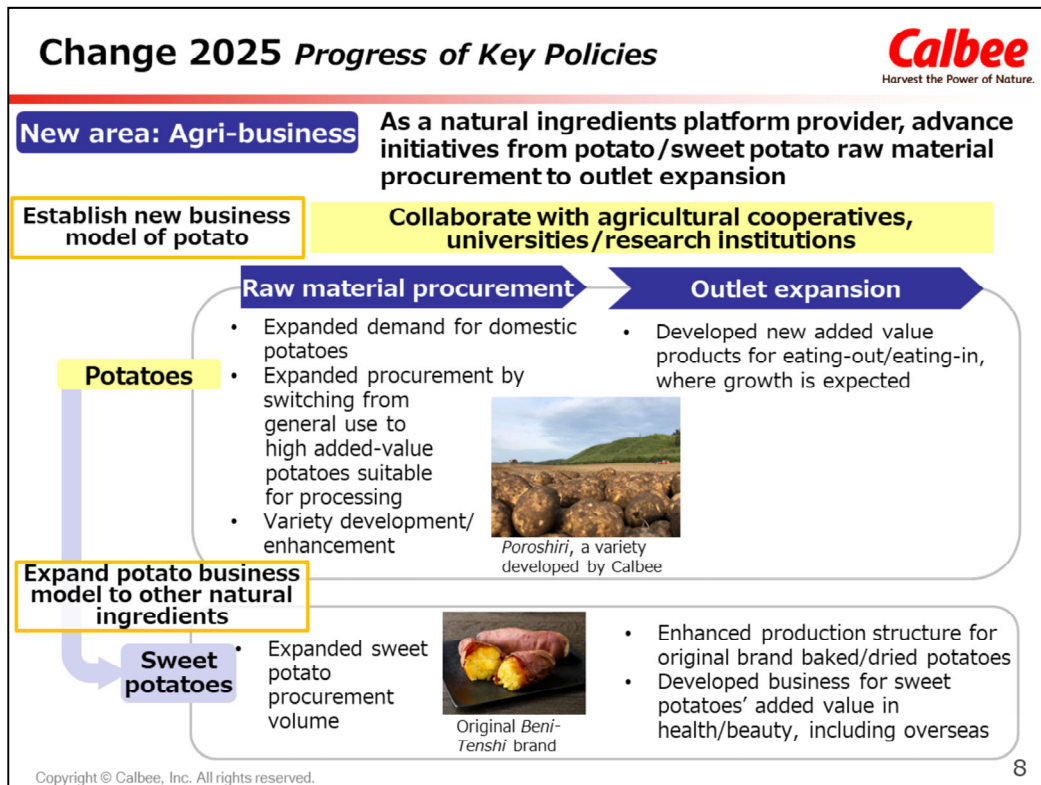 Change 2025 Progress of Key Policies
Calbee
Harvest the Power of Nature.
New area: Agri-business
As a natural ingredients platform provider, advance
initiatives from potato/sweet potato raw material
procurement to outlet expansion
Establish new business
model of potato
Collaborate with agricultural cooperatives,
universities/research institutions
Raw material procurement
Outlet expansion
Potatoes
• Expanded demand for domestic
potatoes
• Expanded procurement by
switching from
general use to
high added-value
potatoes suitable
for processing
• Variety development/
enhancement
Poroshiri, a variety
developed by Calbee
• Developed new added value
products for eating-out/eating-in,
where growth is expected
Expand potato business
model to other natural
ingredients
Sweet
potatoes
• Expanded sweet
potato
procurement
volume
Original Beni-
Tenshi brand
• Enhanced production structure for
original brand baked/dried potatoes
• Developed business for sweet
potatoes’ added value in
health/beauty, including overseas
Copyright © Calbee, Inc. All rights reserved.
8